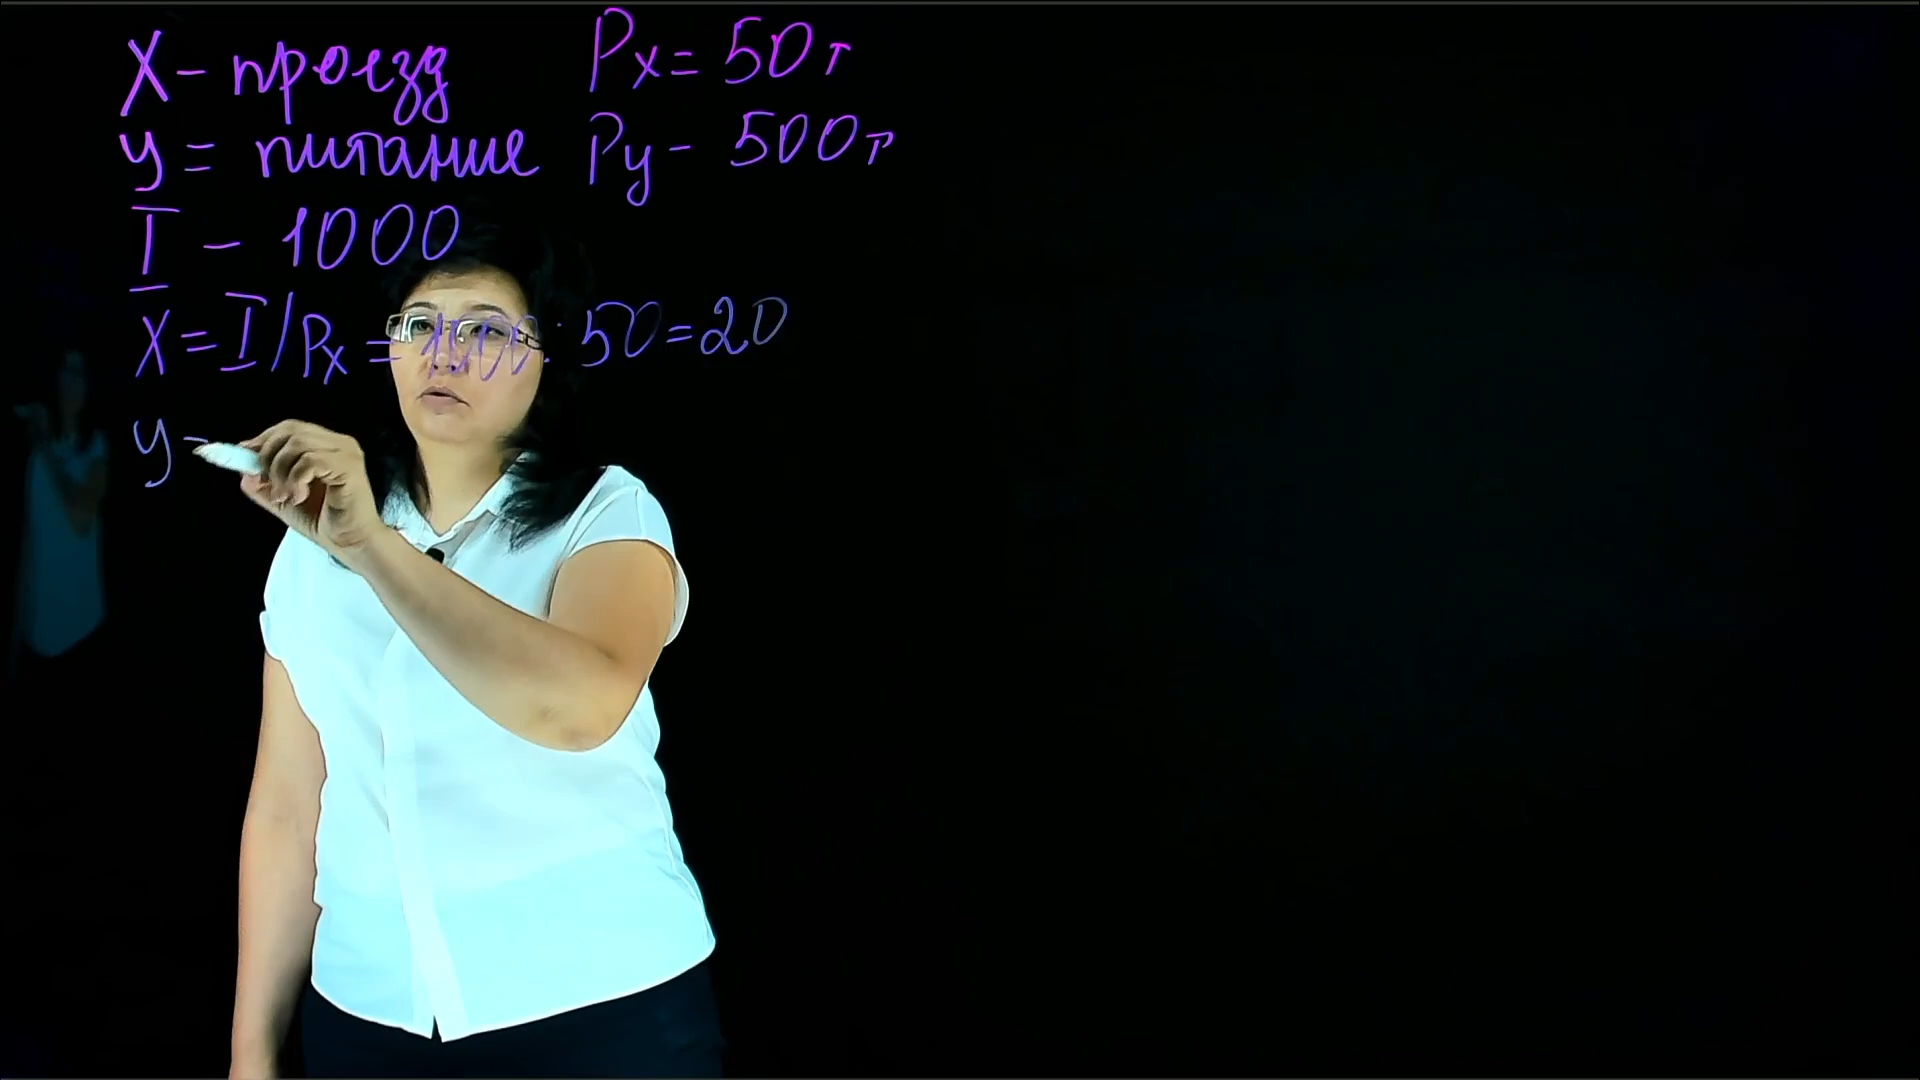 X - проезд Px = 50т
y = питание Py - 500т
I - 1000
X = I/Px = 1000 : 50 = 20
y =